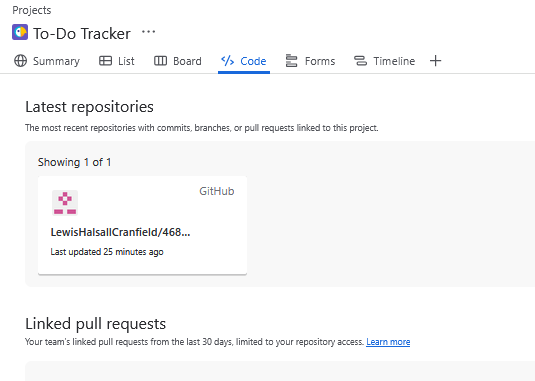 Projects
To-Do Tracker
Summary List Board Code Forms Timeline
Latest repositories
The most recent repositories with commits, branches, or pull requests linked to this project.
Showing 1 of 1
GitHub
LewisHalsallCranfield/468...
Last updated 25 minutes ago
Linked pull requests
Your team's linked pull requests from the last 30 days, limited to your repository access. Learn more